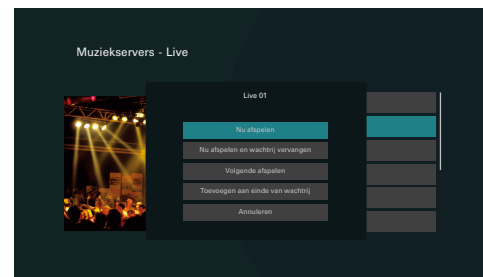 Muziekservers - Live
Live 01
Nu afspelen
Nu afspelen en wachtrij vervangen
Volgende afspelen
Toevoegen aan einde van wachtrij
Annuleren